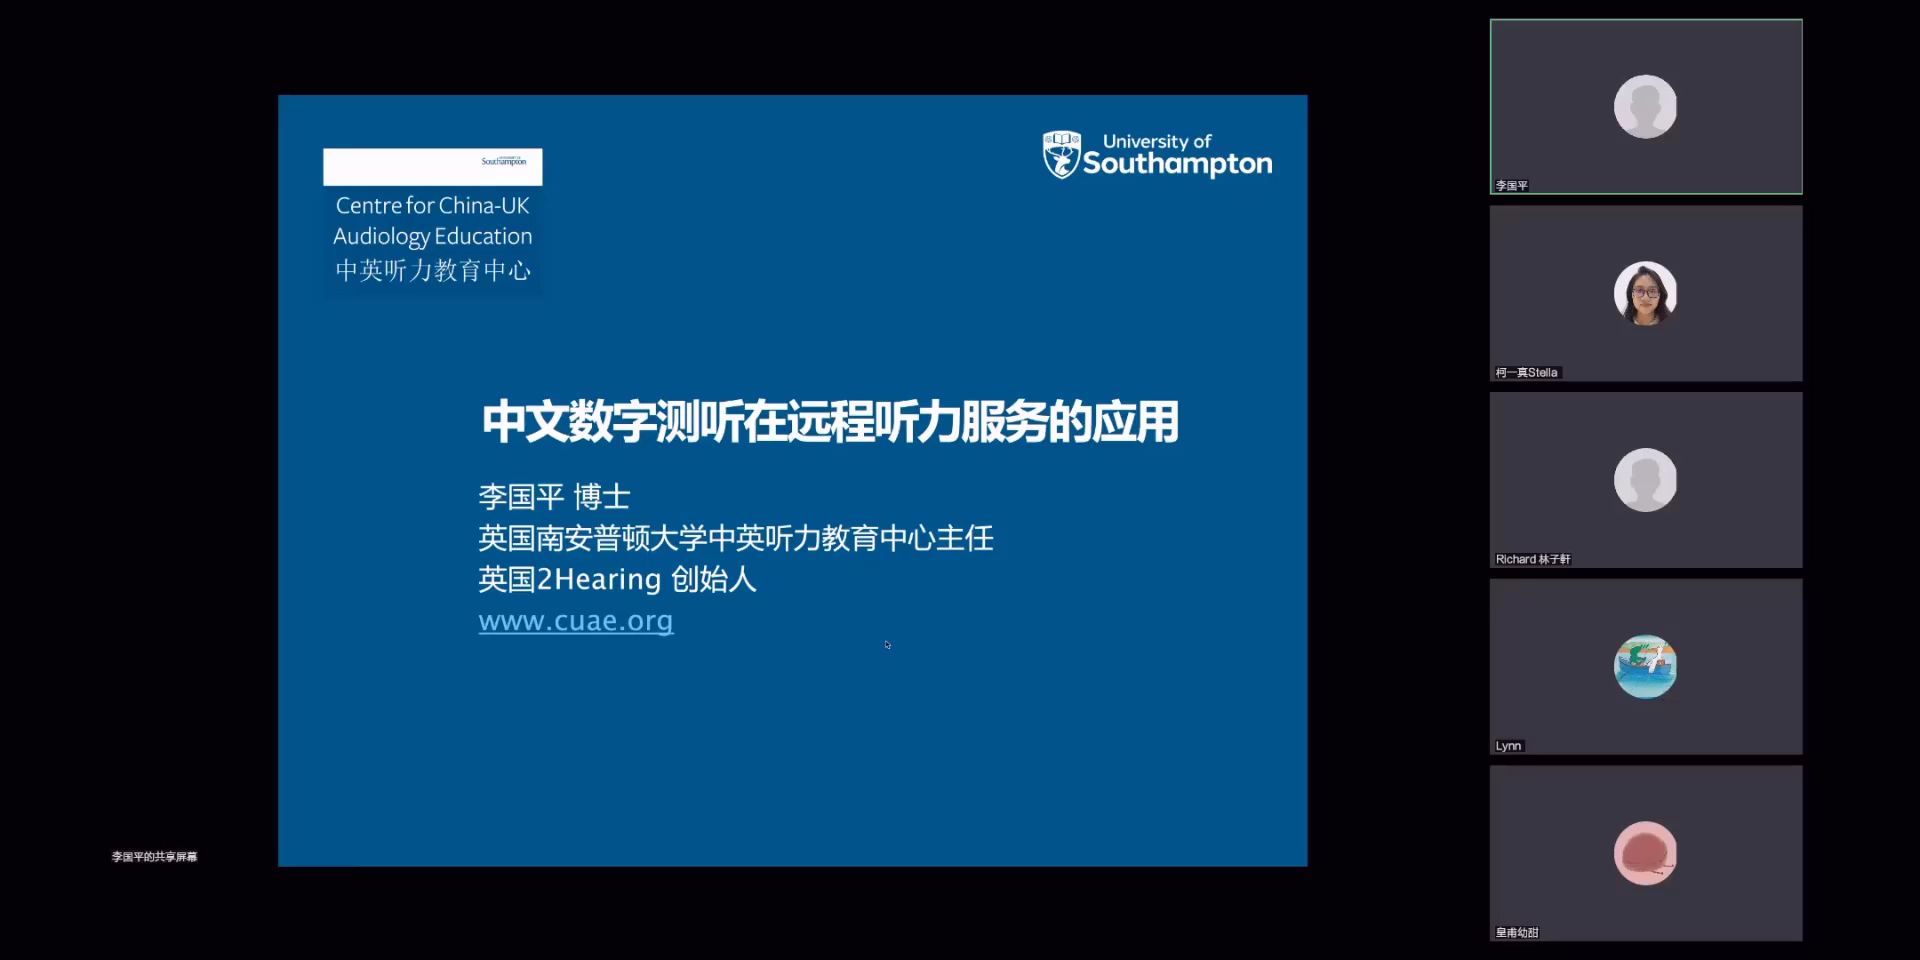 University of
Southampton
Southampton
Centre for China-UK
Audiology Education
中英听力教育中心
中文数字测听在远程听力服务的应用
李国平 博士
英国南安普顿大学中英听力教育中心主任
英国2Hearing 创始人
www.cuae.org
李国平的共享屏幕
李国平
柯一真Stella
Richard 林子軒
Lynn
皇甫幼甜